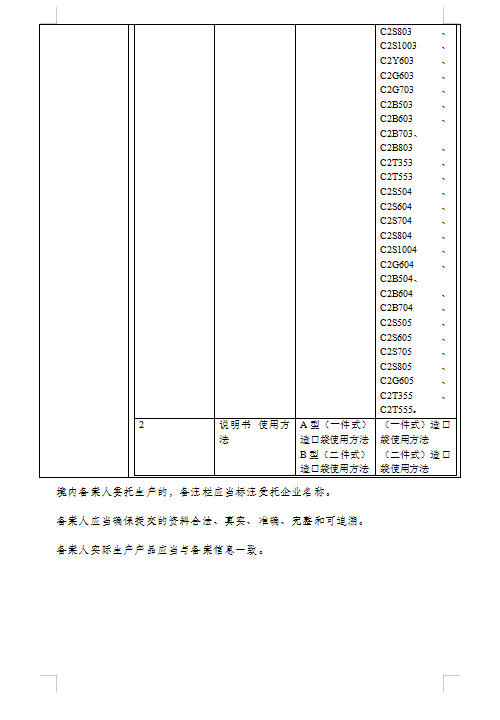 C2S803 、
C2S1003 、
C2Y603 、
C2G603 、
C2G703 、
C2B503 、
C2B603 、
C2B703、
C2B803 、
C2T353 、
C2T553 、
C2S504 、
C2S604 、
C2S704 、
C2S804 、
C2S1004 、
C2G604 、
C2B504、
C2B604 、
C2B704 、
C2S505 、
C2S605 、
C2S705 、
C2S805 、
C2G605 、
C2T355 、
C2T555。
2
说明书 使用方
法
A 型（一件式）
造口袋使用方法
B 型（二件式）
造口袋使用方法
（一件式）造口
袋使用方法
（二件式）造口
袋使用方法
境内备案人委托生产的，备注栏应当标注受托企业名称。
备案人应当确保提交的资料合法、真实、准确、完整和可追溯。
备案人实际生产产品应当与备案信息一致。